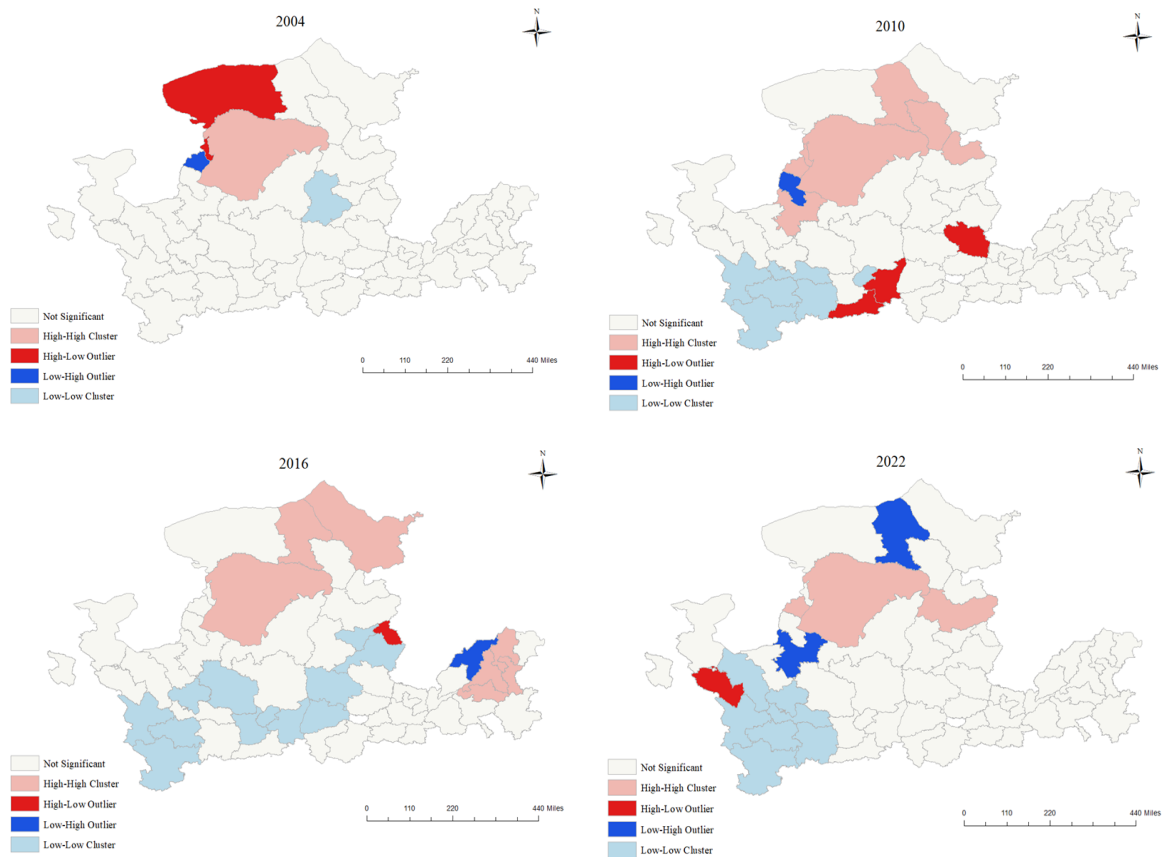 2004
N
Not Significant
High-High Cluster
High-Low Outlier
Low-High Outlier
Low-Low Cluster
0 110 220 440 Miles
2010
N
Not Significant
High-High Cluster
High-Low Outlier
Low-High Outlier
Low-Low Cluster
0 110 220 440 Miles
2016
N
Not Significant
High-High Cluster
High-Low Outlier
Low-High Outlier
Low-Low Cluster
0 110 220 440 Miles
2022
N
Not Significant
High-High Cluster
High-Low Outlier
Low-High Outlier
Low-Low Cluster
0 110 220 440 Miles